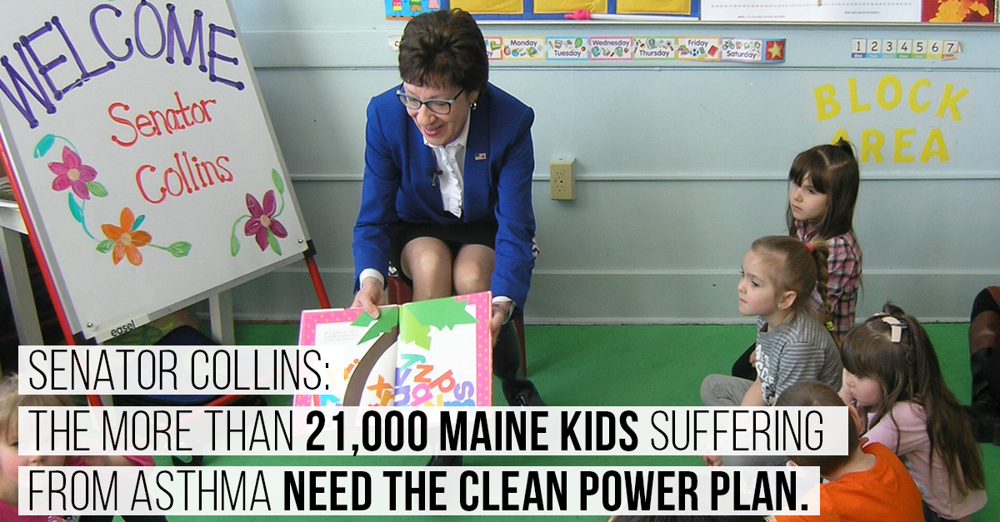 WELCOME
Senator
Collins
easel
Monday
Tuesday
Wednesday
Thursday
Friday
Saturday
1 2 3 4 5 6 7
BLOCK
AREA
SENATOR COLLINS:
THE MORE THAN 21,000 MAINE KIDS SUFFERING
FROM ASTHMA NEED THE CLEAN POWER PLAN.